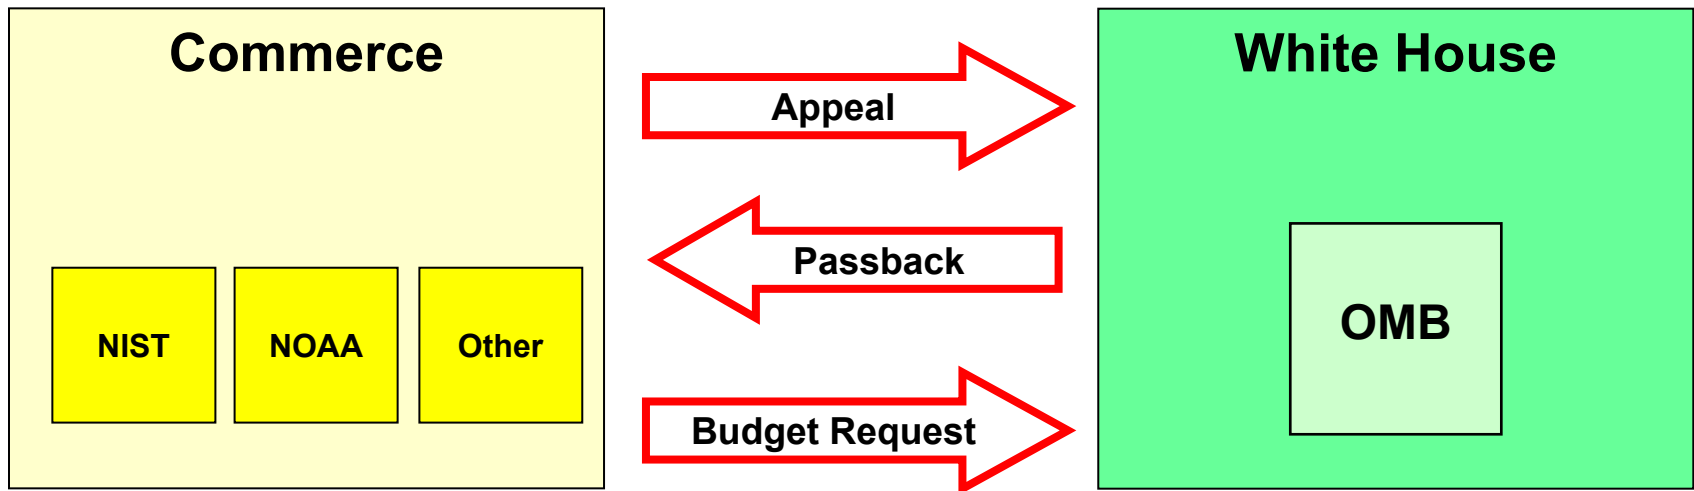 Commerce
White House
Appeal
Passback
NIST
NOAA
Other
OMB
Budget Request